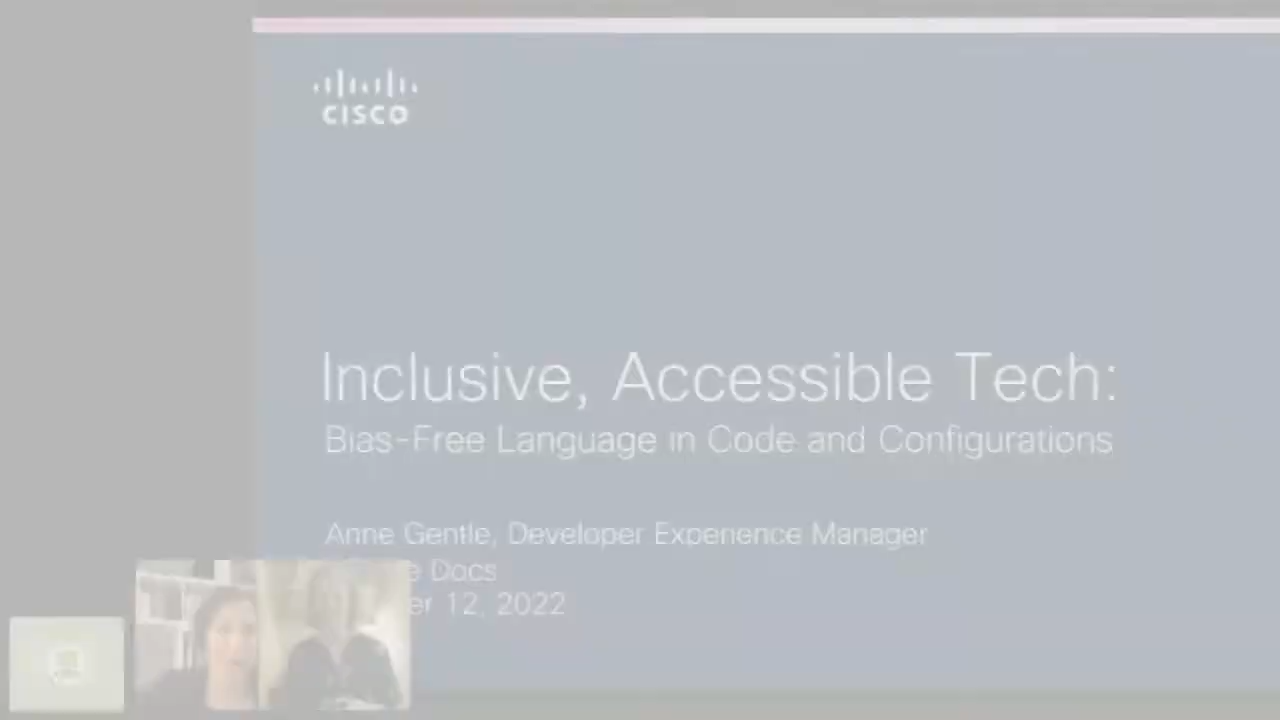 CISCO
Inclusive, Accessible Tech:
Bias-Free Language in Code and Configurations
Anne Gentle, Developer Experience Manager
Docs
12, 2022